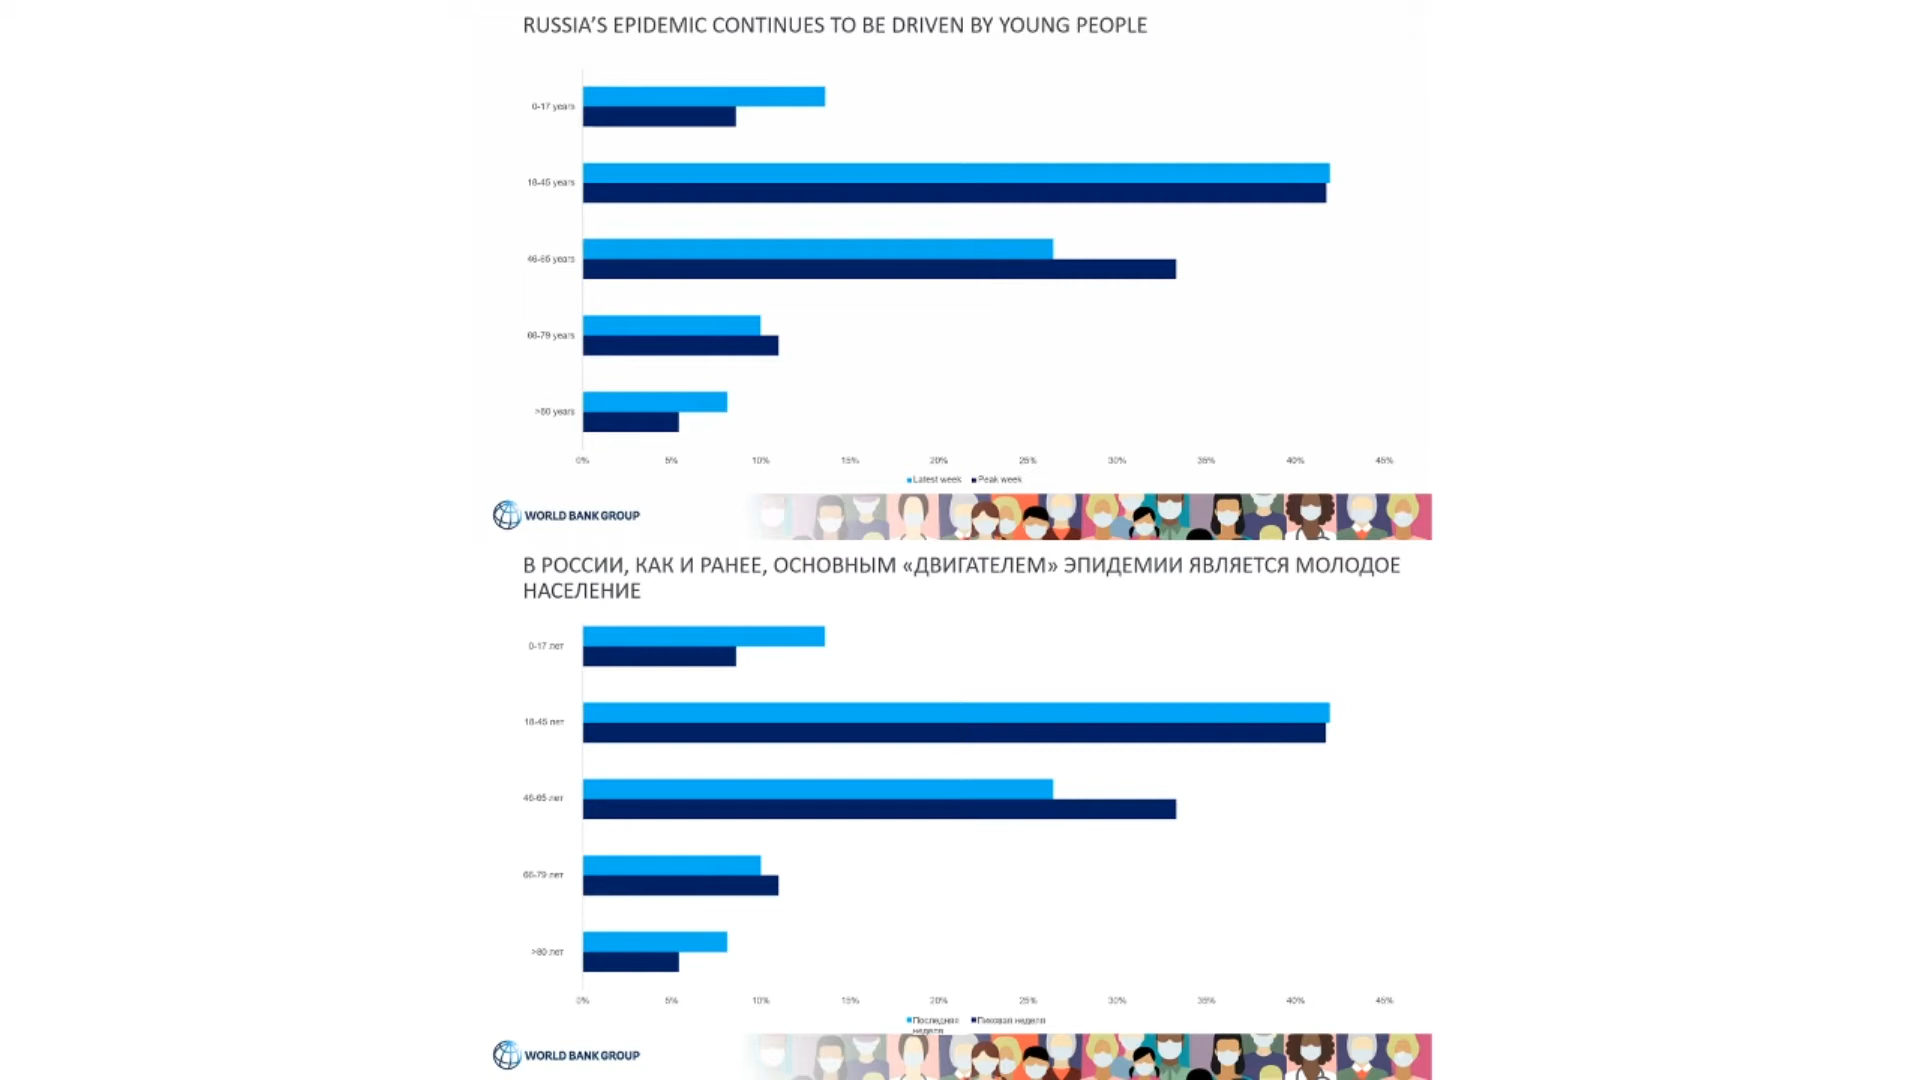 RUSSIA'S EPIDEMIC CONTINUES TO BE DRIVEN BY YOUNG PEOPLE
0-17 years
18-45 years
46-65 years
66-79 years
>80 years
0% 5% 10% 15% 20% 25% 30% 35% 40% 45%
Latest week Peak week
WORLD BANK GROUP
В РОССИИ, КАК И РАНЕЕ, ОСНОВНЫМ «ДВИГАТЕЛЕМ» ЭПИДЕМИИ ЯВЛЯЕТСЯ МОЛОДОЕ
НАСЕЛЕНИЕ
0-17 лет
18-45 лет
46-65 лет
66-79 лет
>80 лет
0% 5% 10% 15% 20% 25% 30% 35% 40% 45%
Последняя Пиковая неделя
неделя
WORLD BANK GROUP